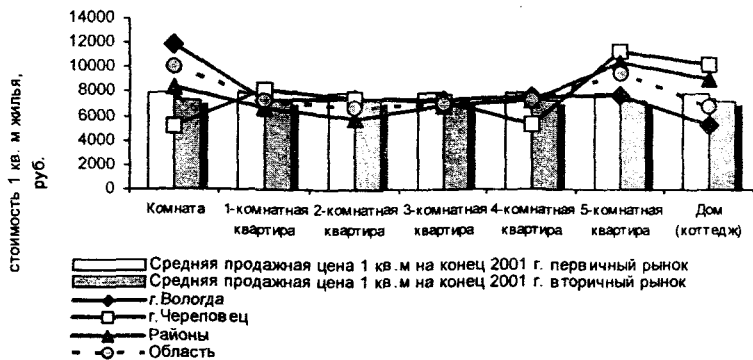 стоимость 1 кв. м жилья,
руб.
14000
12000
10000
8000
6000
4000
2000
0
Комната
1-комнатная
квартира
2-комнатная
квартира
3-комнатная
квартира
4-комнатная
квартира
5-комнатная
квартира
Дом
(коттедж)
Средняя продажная цена 1 кв.м на конец 2001 г. первичный рынок
Средняя продажная цена 1 кв.м на конец 2001 г. вторичный рынок
г.Вологда
г.Череповец
Районы
Область